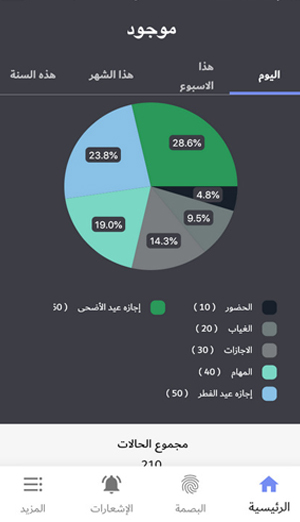 موجود
اليوم
هذا
الاسبوع
هذا الشهر
هذه السنة
28.6%
4.8%
9.5%
14.3%
19.0%
23.8%
الحضور ( 10 )
إجازه عيد الأضحى ( 60
الغياب ( 20 )
الاجازات ( 30 )
المهام ( 40 )
إجازه عيد الفطر ( 50 )
مجموع الحالات
210
الرئيسية
البصمة
الإشعارات
المزيد